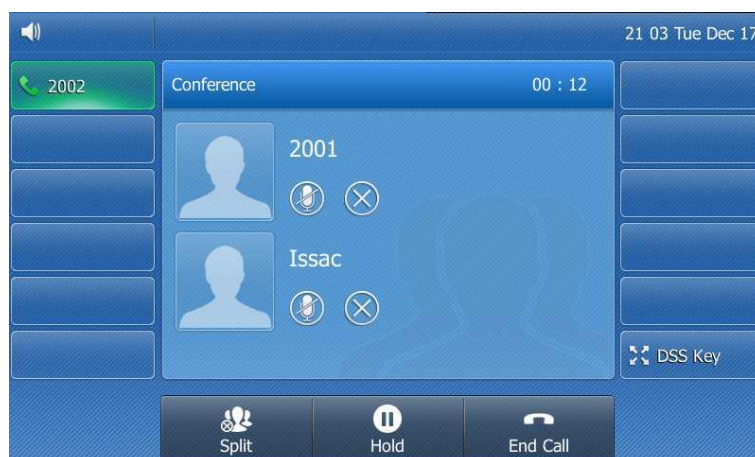 21 03 Tue Dec 17
2002
Conference 00 : 12
2001
Issac
DSS Key
Split Hold End Call